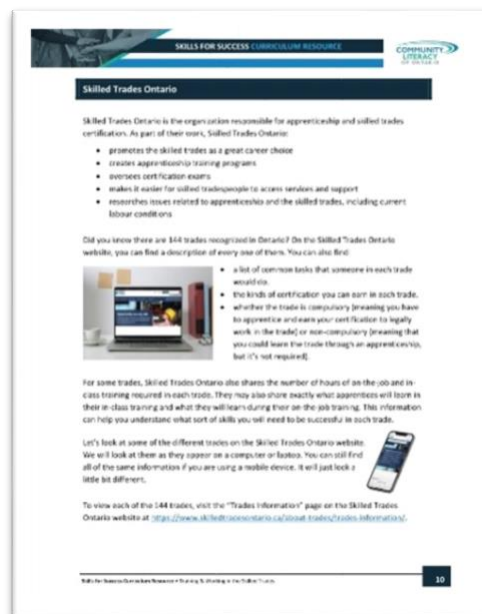 SKILLS FOR SUCCESS CURRICULUM RESOURCE
COMMUNITY
LITERACY
OF ONTARIO
Skilled Trades Ontario
Skilled Trades Ontario is the organization responsible for apprenticeship and skilled trades
certification. As part of their work, Skilled Trades Ontario:
• promotes the skilled trades as a great career choice
• creates apprenticeship training programs
• oversees certification exams
• makes it easier for skilled tradespeople to access services and support
• researches issues related to apprenticeship and the skilled trades, including current
labour conditions
Did you know there are 144 trades recognized in Ontario? On the Skilled Trades Ontario
website, you can find a description of every one of them. You can also find:
• a list of common tasks that someone in each trade
would do.
• the kinds of certification you can earn in each trade.
• whether the trade is compulsory (meaning you have
to apprentice and earn your certification to legally
work in the trade) or non-compulsory (meaning that
you could learn the trade through an apprenticeship,
but it's not required).
For some trades, Skilled Trades Ontario also shares the number of hours of on-the-job and in-
class training required in each trade. They may also share exactly what apprentices will learn in
their in-class training and what they will learn during their on-the-job training. This information
can help you understand what sort of skills you will need to be successful in each trade.
Let's look at some of the different trades on the Skilled Trades Ontario website.
We will look at them as they appear on a computer or laptop. You can still find
all of the same information if you are using a mobile device. It will just look a
little bit different.
To view each of the 144 trades, visit the "Trades Information" page on the Skilled Trades
Ontario website at https://www.skilledtradesontario.ca/about-trades/trades-information/.
Skills for Success Curriculum Resource • Training & Working in the Skilled Trades
10